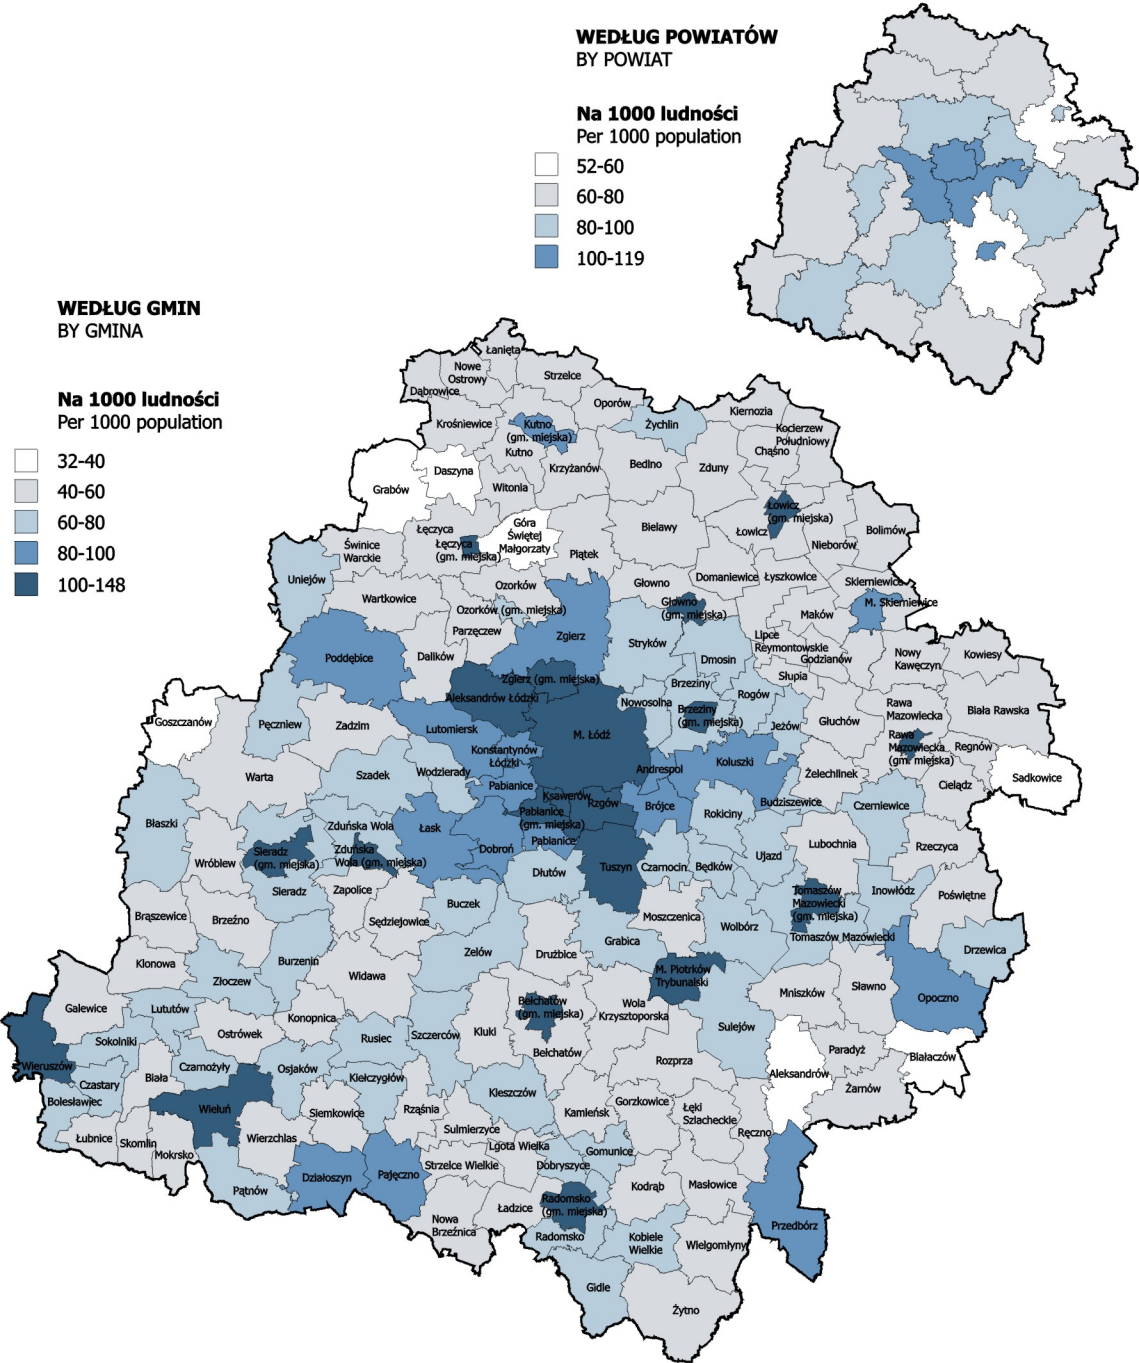 WEDŁUG POWIATÓW
BY POWIAT
Na 1000 ludności
Per 1000 population
52-60
60-80
80-100
100-119
WEDŁUG GMIN
BY GMINA
Na 1000 ludności
Per 1000 population
32-40
40-60
60-80
80-100
100-148
Łanięta
Nowe
Ostrowy
Strzelce
Dąbrowice
Oporów
Kiernozia
Krośniewice
Kutno
(gm. miejska)
Żychlin
Kocierzew
Południowy
Chąśno
Kutno
Daszyna
Krzyżanów
Bedlno
Zduny
Grabów
Witonia
Łowicz
(gm. miejska)
Góra
Świętej
Małgorzaty
Łęczyca
Bielawy
Łowicz
Bolimów
Świnice
Warckie
Łęczyca
(gm. miejska)
Nieborów
Piątek
Uniejów
Ozorków
Głowno
Domaniewice
Łyszkowice
Skierniewice
Wartkowice
Ozorków (gm. miejska)
Głowno
(gm. miejska)
M. Skierniewice
Maków
Parzęczew
Zgierz
Stryków
Lipce
Reymontowskie
Poddębice
Dalików
Dmosin
Godzianów
Nowy
Kawęczyn
Kowiesy
Zgierz (gm. miejska)
Słupia
Brzeziny
Aleksandrów Łódzki
Nowosolna
Rogów
Brzeziny
(gm. miejska)
Rawa
Mazowiecka
Biała Rawska
Goszczanów
Pęczniew
Zadzim
Lutomiersk
M. Łódź
Jeżów
Głuchów
Rawa
Mazowiecka
(gm. miejska)
Regnów
Konstantynów
Łódzki
Andrespol
Koluszki
Warta
Szadek
Wodzierady
Żelechlinek
Sadkowice
Pabianice
Cielądz
Ksawerów
Rzgów
Brójce
Budziszewice
Czerniewice
Błaszki
Pabianice
(gm. miejska)
Rokiciny
Zduńska Wola
Łask
Pabianice
Lubochnia
Rzeczyca
Sieradz
(gm. miejska)
Zduńska
Wola (gm. miejska)
Dobroń
Ujazd
Wróblew
Dłutów
Tuszyn
Czarnocin
Będków
Sieradz
Zapolice
Tomaszów
Mazowiecki
(gm. miejska)
Inowłódz
Poświętne
Buczek
Brąszewice
Brzeźno
Sędziejowice
Moszczenica
Wolbórz
Tomaszów Mazowiecki
Grabica
Drzewica
Zelów
Drużbice
Klonowa
Burzenin
Widawa
M. Piotrków
Trybunalski
Złoczew
Sławno
Mniszków
Opoczno
Galewice
Lututów
Konopnica
Bełchatów
(gm. miejska)
Wola
Krzysztoporska
Ostrówek
Rusiec
Szczerców
Kluki
Sulejów
Sokolniki
Bełchatów
Paradyż
Białaczów
Wieruszów
Czarnożyły
Osjaków
Rozprza
Aleksandrów
Czastary
Biała
Kiełczygłów
Żarnów
Bolesławiec
Kleszczów
Wieluń
Siemkowice
Rząśnia
Kamieńsk
Gorzkowice
Łęki
Szlacheckie
Łubnice
Skomlin
Wierzchlas
Sulmierzyce
Ręczno
Mokrsko
Lgota Wielka
Gomunice
Działoszyn
Pajęczno
Strzelce Wielkie
Dobryszyce
Pątnów
Kodrąb
Masłowice
Radomsko
(gm. miejska)
Ładzice
Nowa
Brzeźnica
Przedbórz
Radomsko
Kobiele
Wielkie
Wielgomłyny
Gidle
Żytno